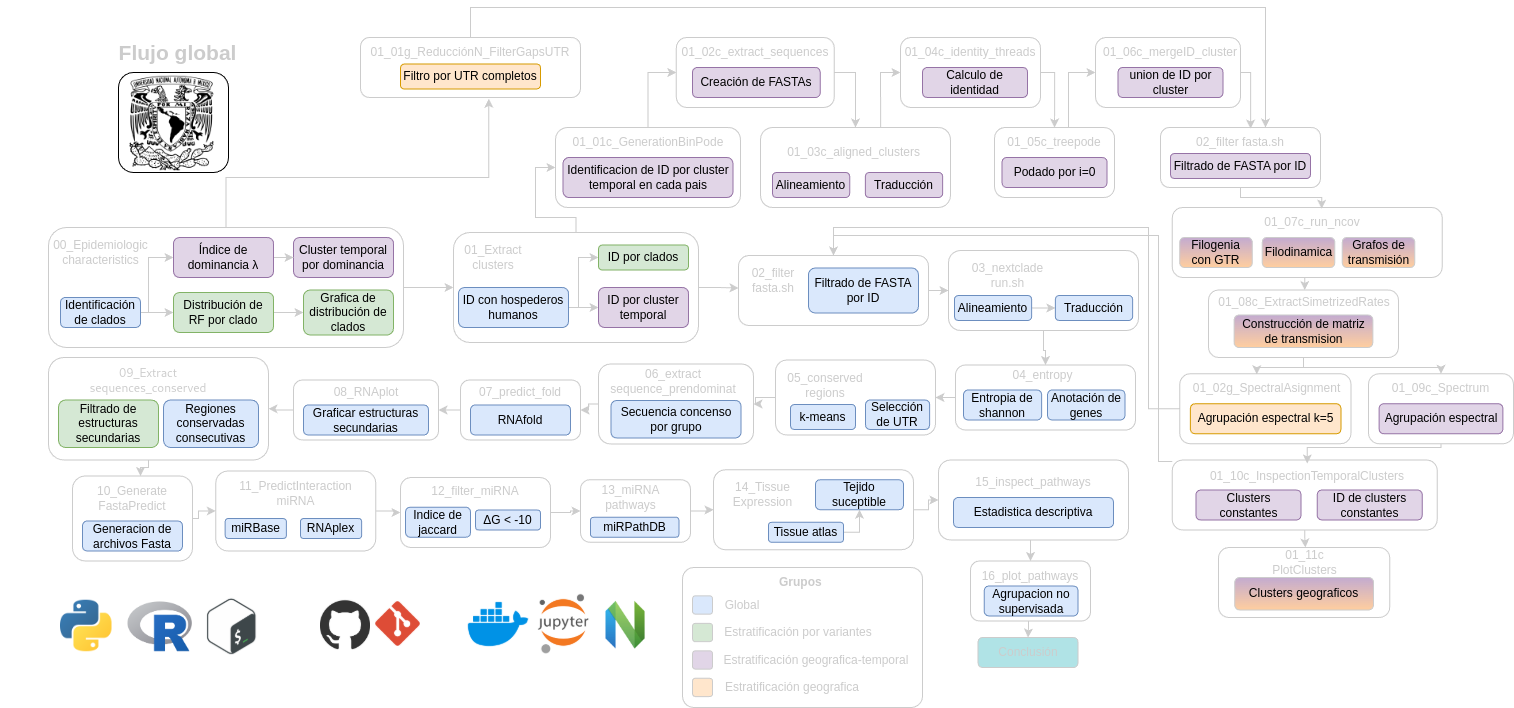 Flujo global
01_01g_ReducciónN_FilterGapsUTR
Filtro por UTR completos
01_02c_extract_sequences
Creación de FASTAs
01_04c_identity_threads
Calculo de
identidad
01_06c_mergeID_cluster
union de ID por
cluster
01_01c_GenerationBinPode
Identificacion de ID por cluster
temporal en cada pais
01_03c_aligned_clusters
Alineamiento
Traducción
01_05c_treepode
Podado por i=0
02_filter fasta.sh
Filtrado de FASTA por ID
00_Epidemiologic
characteristics
Identificación
de clados
Índice de
dominancia λ
Cluster temporal
por dominancia
Distribución de
RF por clado
Grafica de
distribución de
clados
01_Extract
clusters
ID con hospederos
humanos
ID por clados
ID por cluster
temporal
02_filter
fasta.sh
Filtrado de FASTA
por ID
03_nextclade
run.sh
Alineamiento
Traducción
01_07c_run_ncov
Filogenia
con GTR
Filodinamica
Grafos de
transmisión
01_08c_ExtractSimetrizedRates
Construcción de matriz
de transmision
09_Extract
sequences_conserved
Filtrado de
estructuras
secundarias
Regiones
conservadas
consecutivas
08_RNAplot
Graficar estructuras
secundarias
07_predict_fold
RNAfold
06_extract
sequence_prendominat
Secuencia concenso
por grupo
05_conserved
regions
k-means
Selección
de UTR
04_entropy
Entropia de
shannon
Anotación de
genes
01_02g_SpectralAsignment
Agrupación espectral k=5
01_09c_Spectrum
Agrupación espectral
10_Generate
FastaPredict
Generacion de
archivos Fasta
11_PredictInteraction
miRNA
miRBase
RNAplex
12_filter_miRNA
Indice de
jaccard
ΔG < -10
13_miRNA
pathways
miRPathDB
14_Tissue
Expression
Tejido
suceptible
Tissue atlas
15_inspect_pathways
Estadistica descriptiva
01_10c_InspectionTemporalClusters
Clusters
constantes
ID de clusters
constantes
01_11c
PlotClusters
Clusters geograficos
16_plot_pathways
Agrupacion no
supervisada
Conclusion
Grupos
Global
Estratificación por variantes
Estratificación geografica-temporal
Estratificación geografica
R
$
jupyter